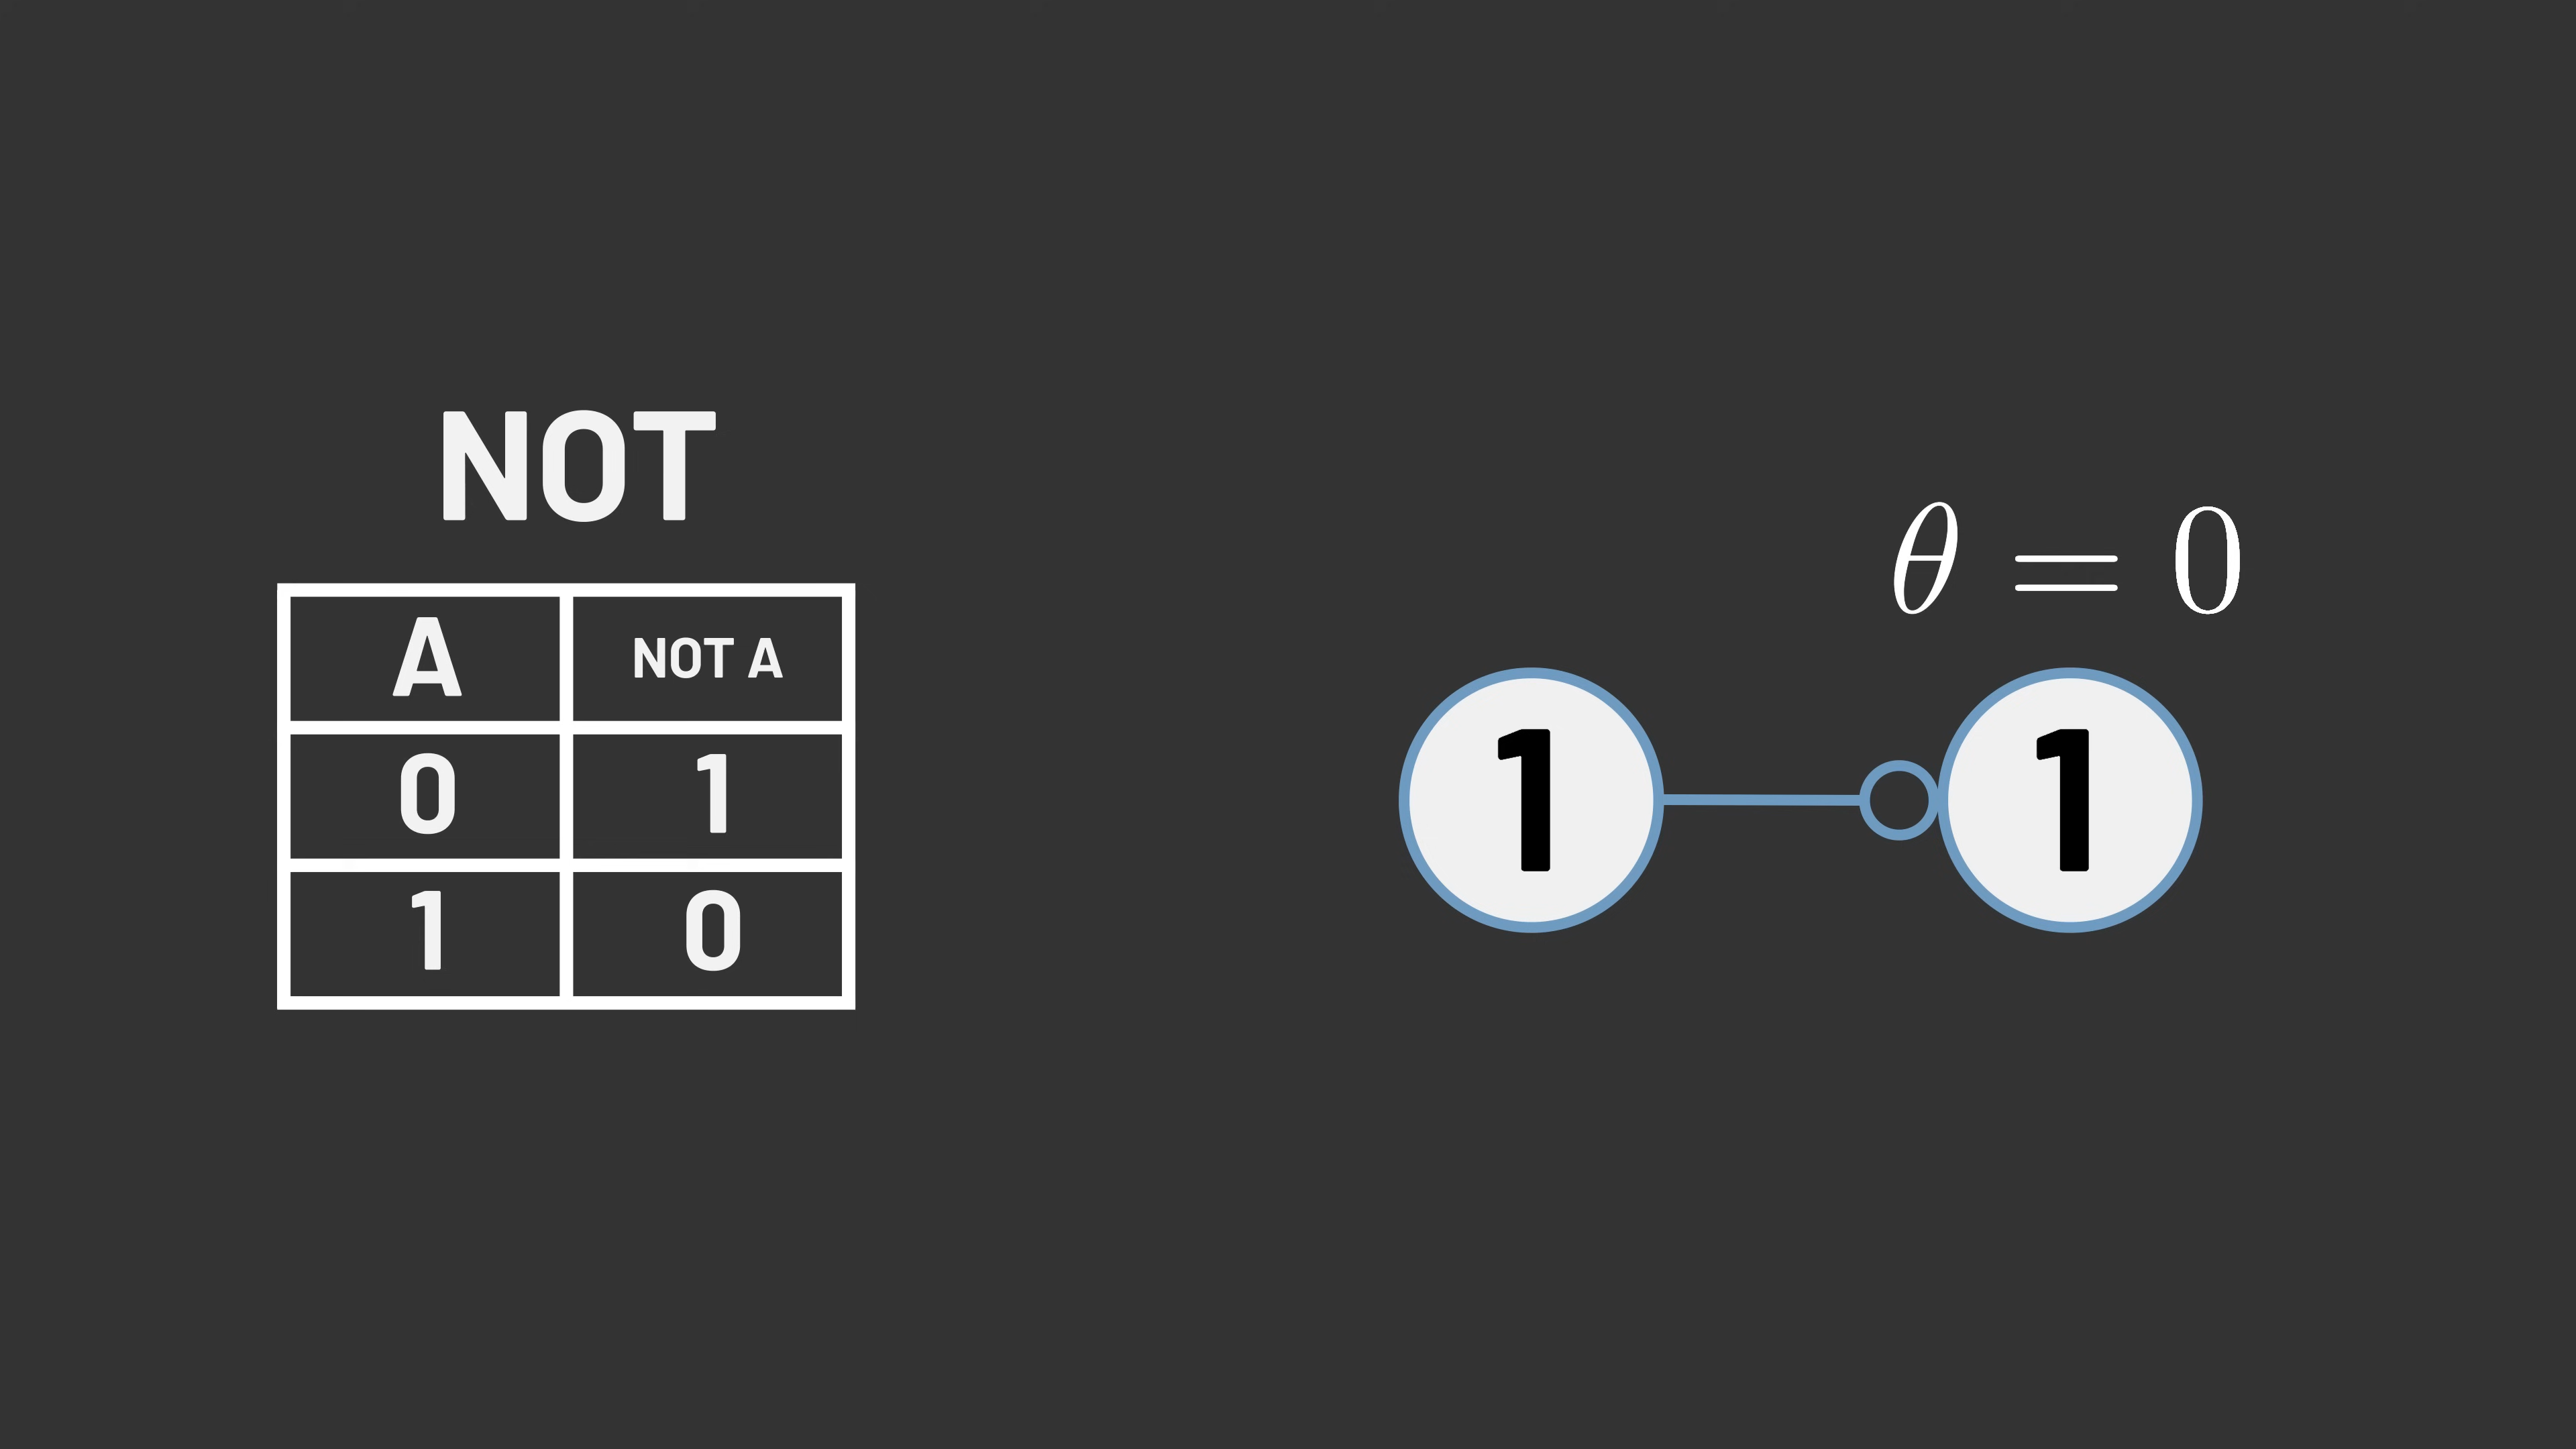 NOT
A NOT A
0 1
1 0
θ = 0
1 1